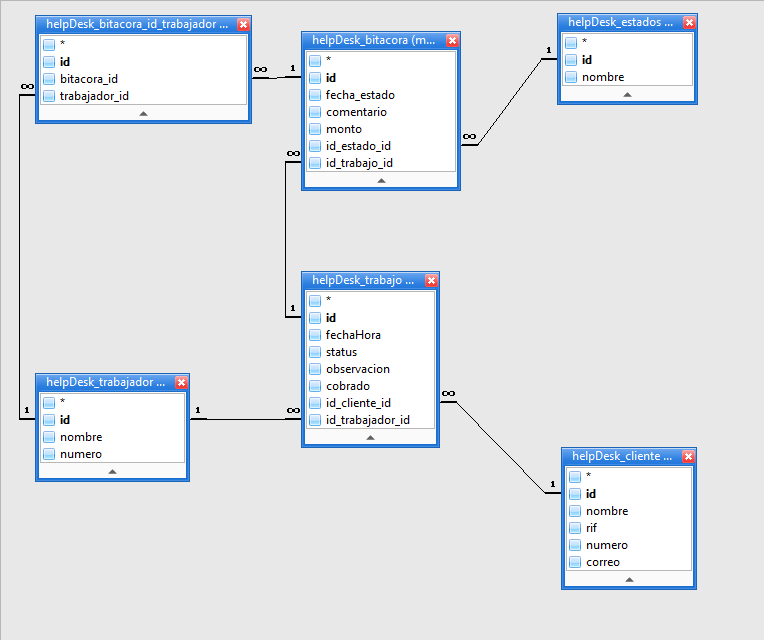 helpDesk_bitacora_id_trabajador ...
*
id
bitacora_id
trabajador_id
helpDesk_bitacora (m...
*
id
fecha_estado
comentario
monto
id_estado_id
id_trabajo_id
helpDesk_estados ...
*
id
nombre
∞
1
∞
1
∞
∞
1
helpDesk_trabajo ...
*
id
fechaHora
status
observacion
cobrado
id_cliente_id
id_trabajador_id
helpDesk_trabajador ...
*
id
nombre
numero
1
1
∞
∞
1
helpDesk_cliente ...
*
id
nombre
rif
numero
correo